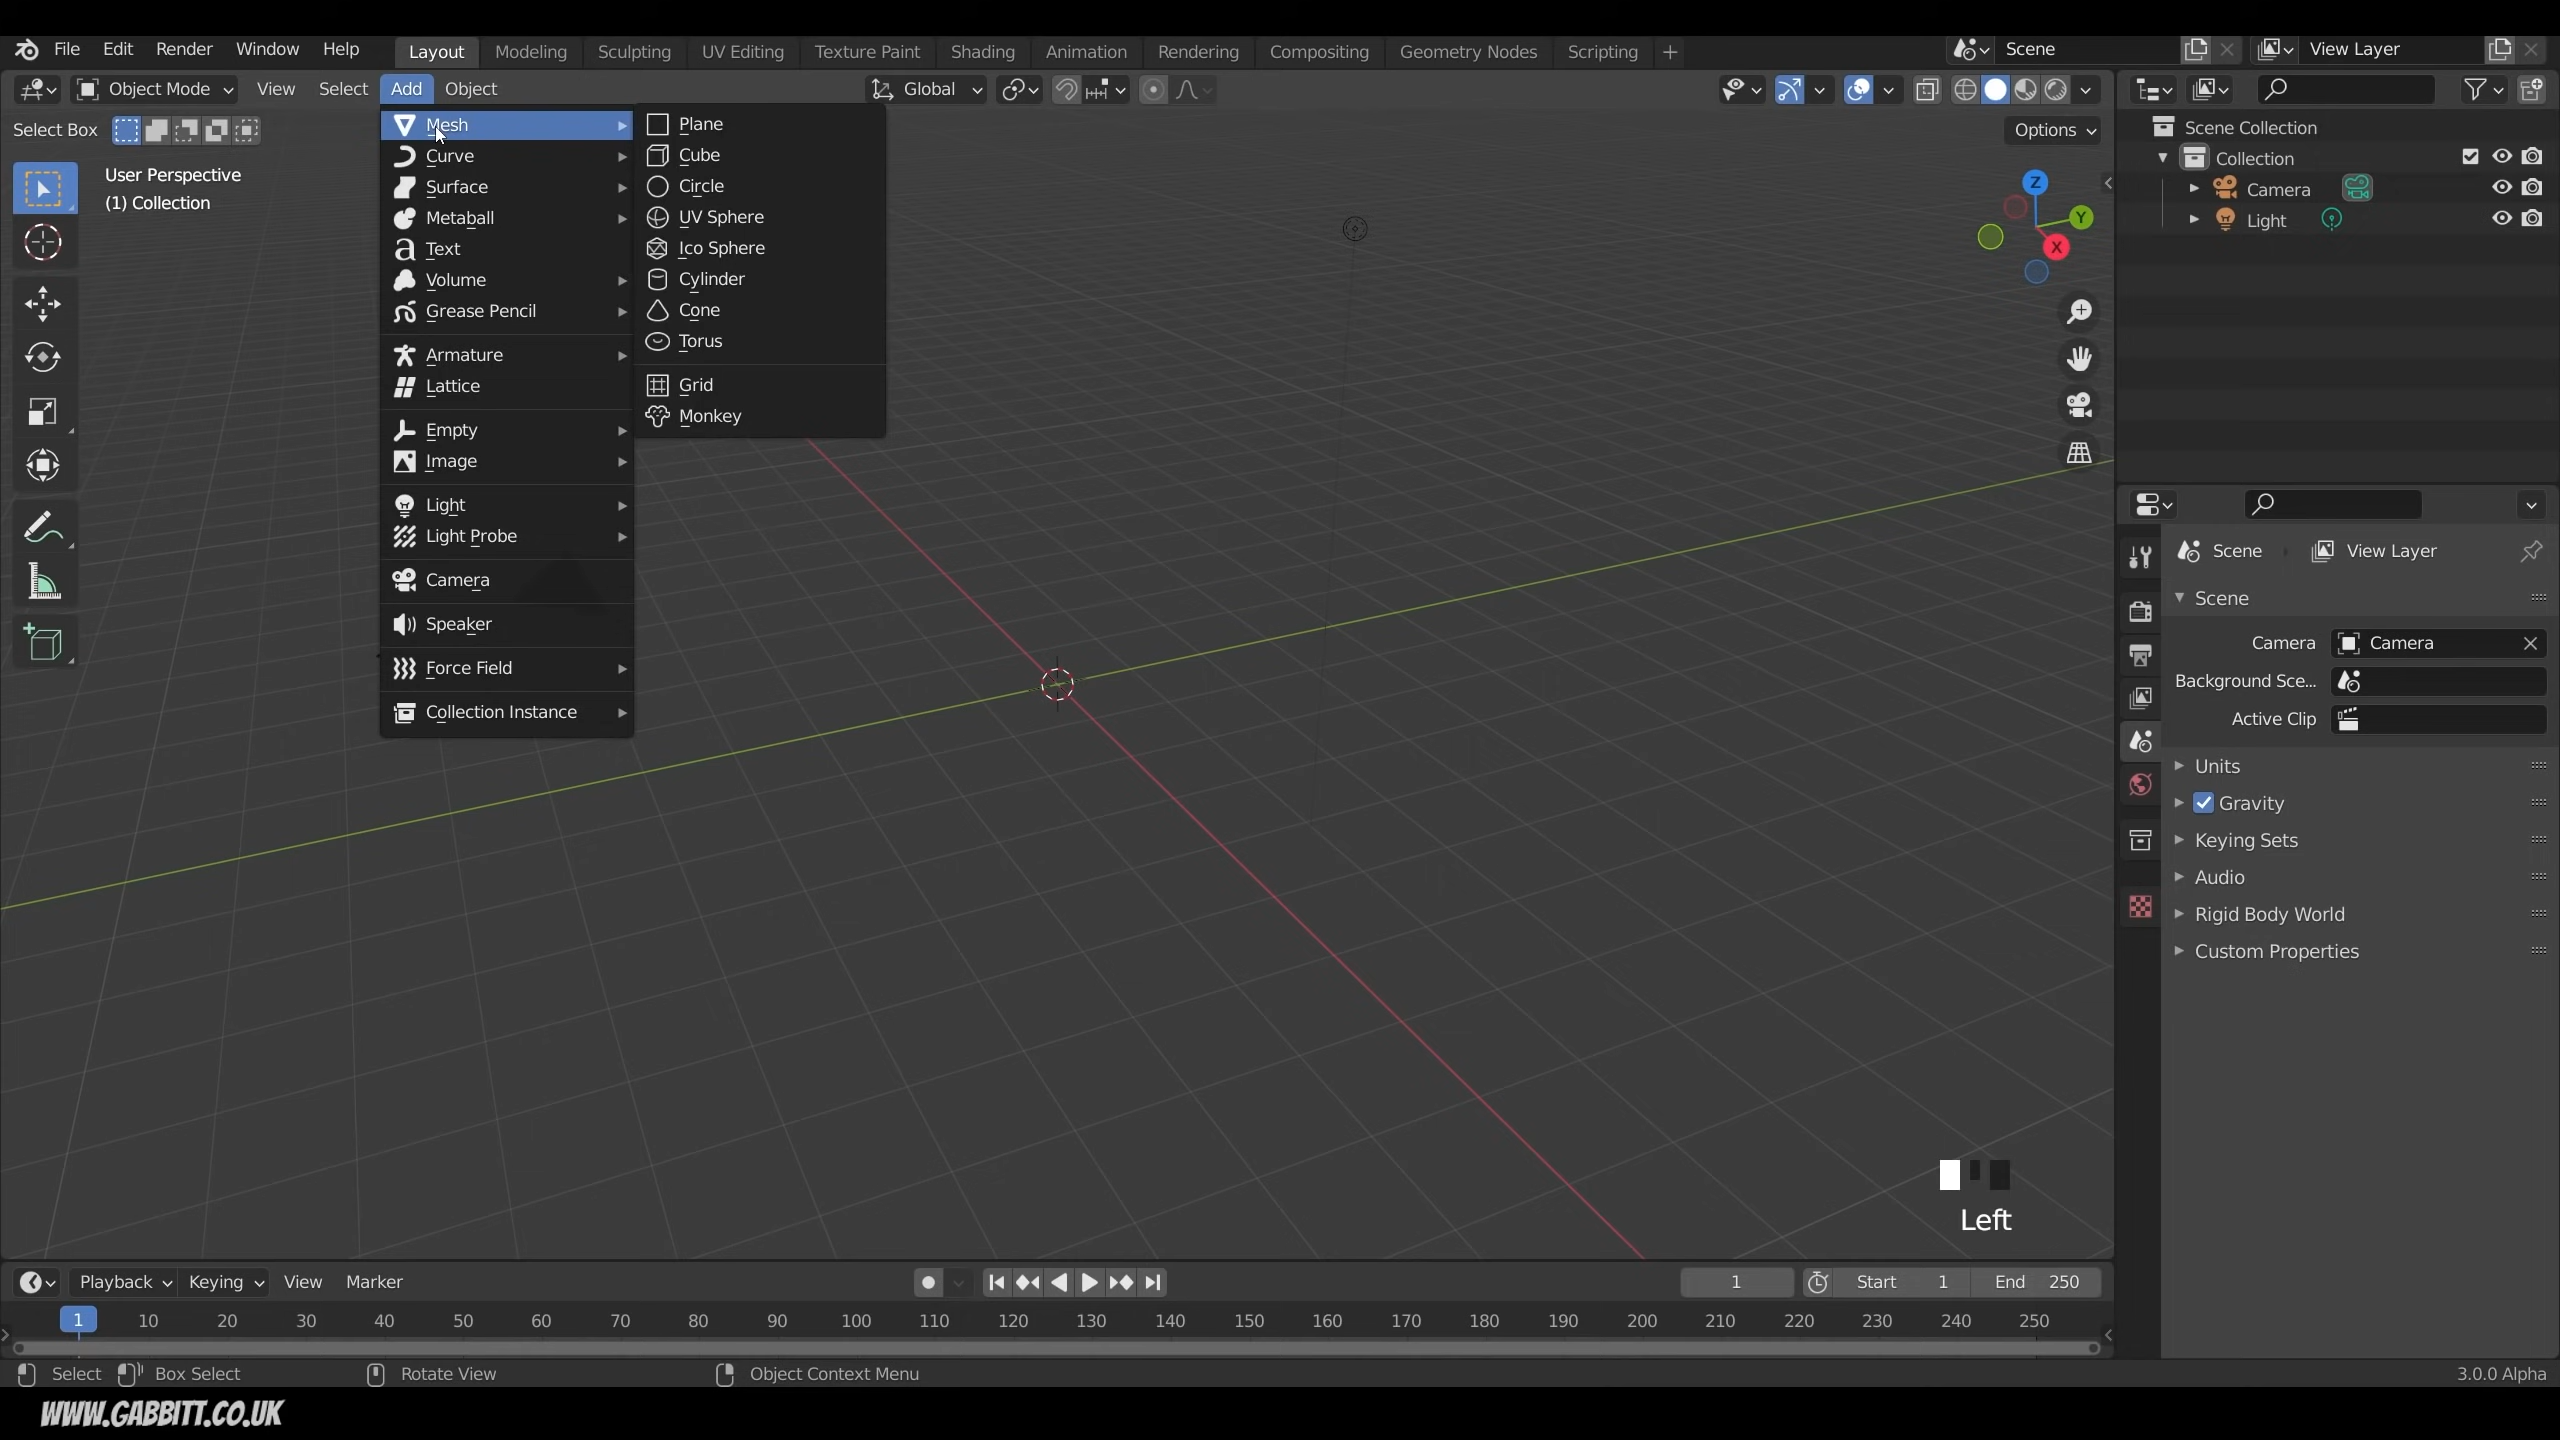 File Edit Render Window Help Layout Modeling Sculpting UV Editing Texture Paint Shading Animation Rendering Compositing Geometry Nodes Scripting + Scene View Layer
Object Mode View Select Add Object Global
Select Box Options
User Perspective
(1) Collection
Mesh
Curve
Surface
Metaball
Text
Volume
Grease Pencil
Armature
Lattice
Empty
Image
Light
Light Probe
Camera
Speaker
Force Field
Collection Instance
Plane
Cube
Circle
UV Sphere
Ico Sphere
Cylinder
Cone
Torus
Grid
Monkey
Z
Y
X
Left
Scene Collection
Collection
Camera
Light
Scene View Layer
Scene
Camera Camera
Background Sce...
Active Clip
Units
Gravity
Keying Sets
Audio
Rigid Body World
Custom Properties
Playback Keying View Marker 1 Start 1 End 250
1 10 20 30 40 50 60 70 80 90 100 110 120 130 140 150 160 170 180 190 200 210 220 230 240 250
Select Box Select Rotate View Object Context Menu 3.0.0 Alpha
WWW.GABBITT.CO.UK